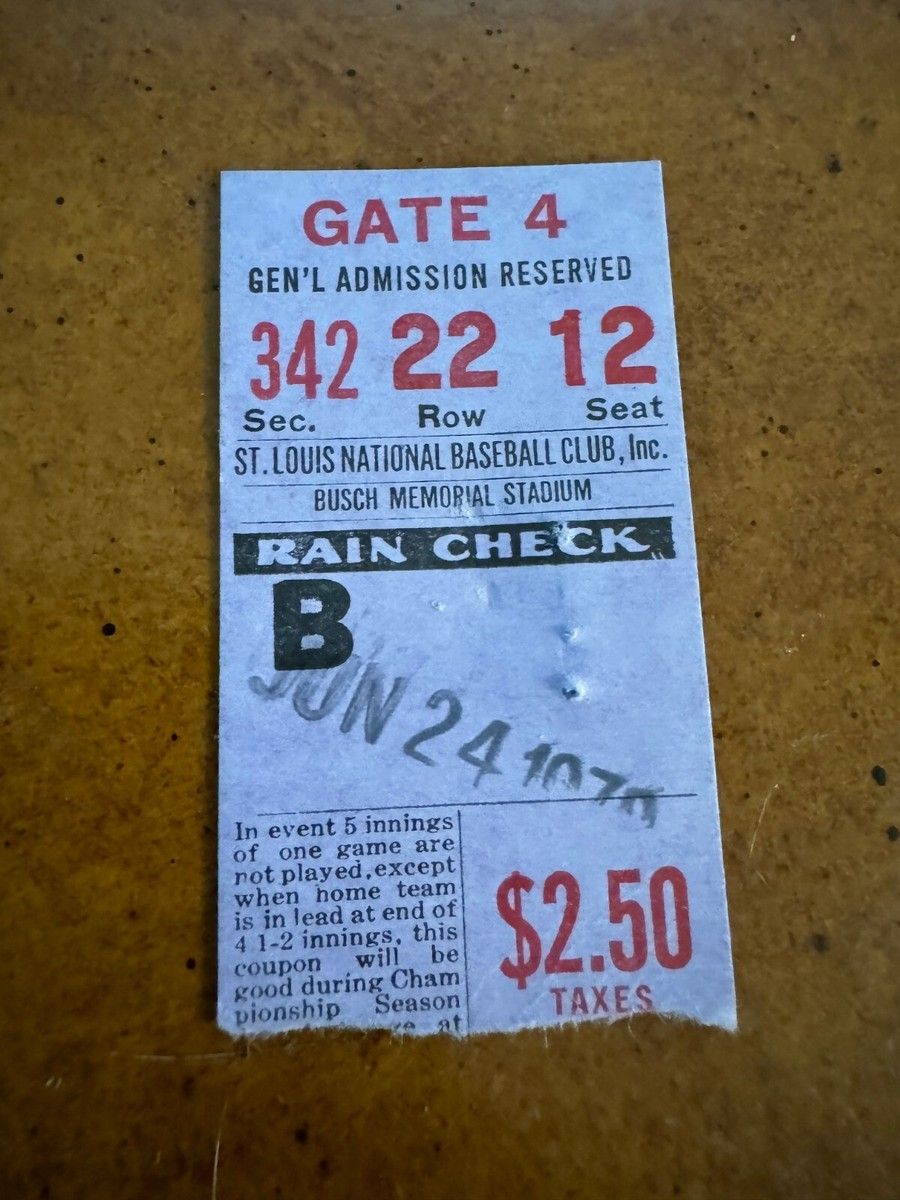 GATE 4
GEN'L ADMISSION RESERVED
342 22 12
Sec. Row Seat
ST. LOUIS NATIONAL BASEBALL CLUB, Inc.
BUSCH MEMORIAL STADIUM
RAIN CHECK
B
JUN 24
In event 5 innings
of one game are
not played, except
when home team
is in lead at end of
4 1-2 innings, this
coupon will be
good during Cham
pionship Season
at
$2.50
TAXES